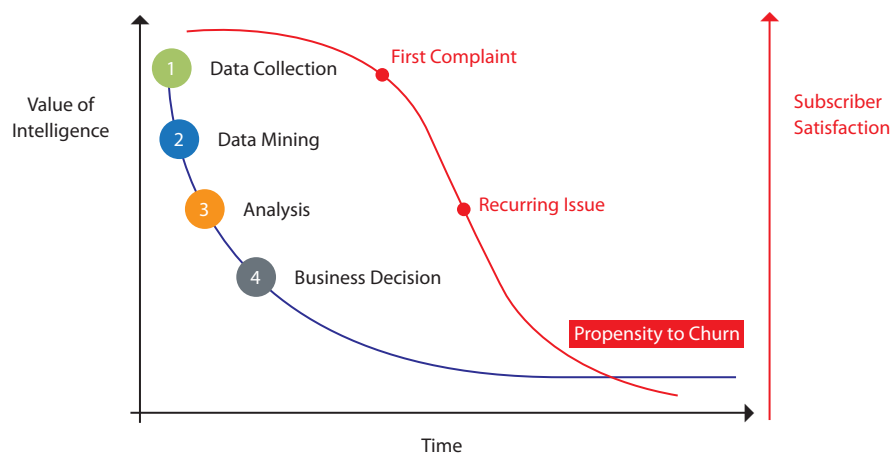 1
Data Collection
First Complaint
Value of
Intelligence
Subscriber
Satisfaction
2
Data Mining
3
Analysis
Recurring Issue
4
Business Decision
Propensity to Churn
Time